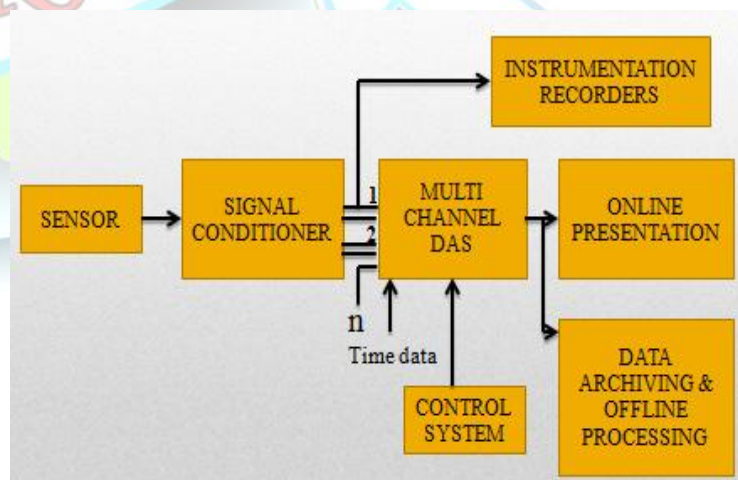 INSTRUMENTATION
RECORDERS
SENSOR
SIGNAL
CONDITIONER
1
2
n
MULTI
CHANNEL
DAS
ONLINE
PRESENTATION
Time data
CONTROL
SYSTEM
DATA
ARCHIVING &
OFFLINE
PROCESSING